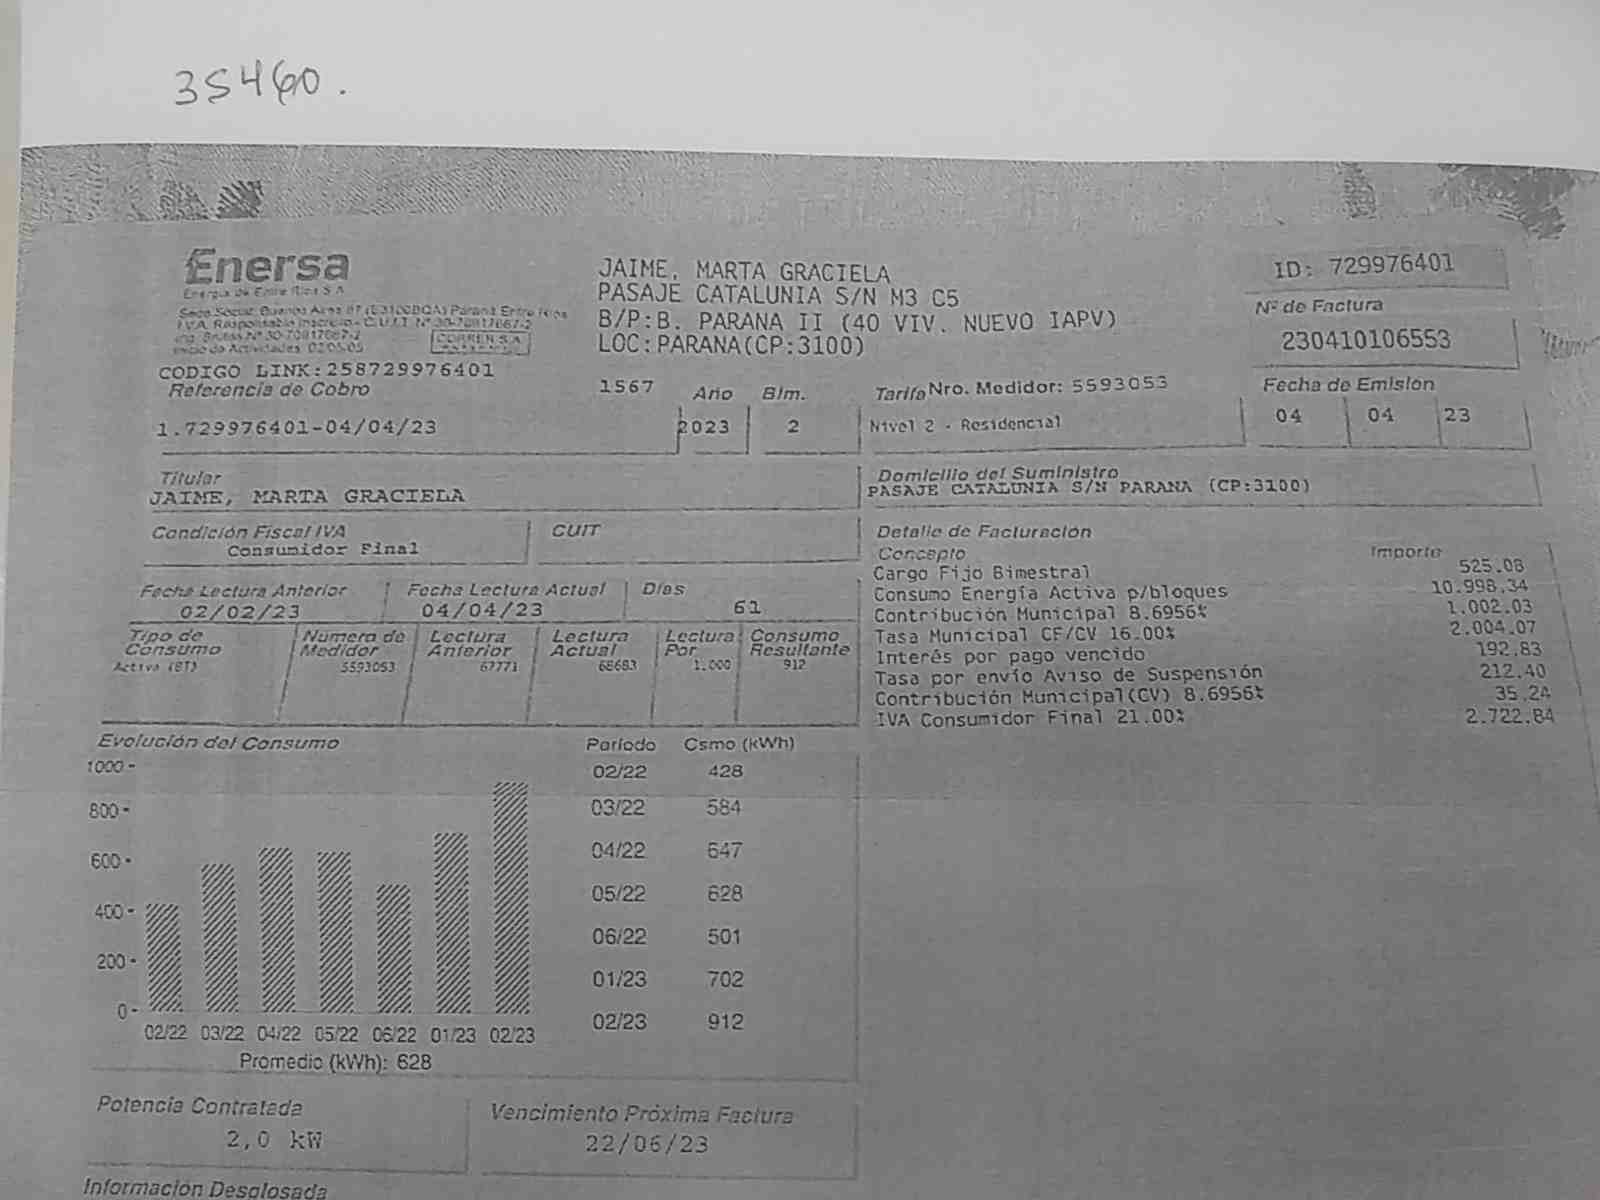 35460.
Enersa
Energía de Entre Ríos S.A.
JAIME, MARTA GRACIELA
PASAJE CATALUNIA S/N M3 C5
B/P:B. PARANA II (40 VIV. NUEVO IAPV)
LOC:PARANA(CP:3100)
ID: 729976401
Nº de Factura
230410106553
CODIGO LINK:258729976401
Referencia de Cobro
1567
Año Bim.
Tarifa Nro. Medidor: 5593053
Fecha de Emisión
1.729976401-04/04/23
2023 2
Nivel 2 - Residencial
04 04 23
Titular
JAIME, MARTA GRACIELA
Domicilio del Suministro
PASAJE CATALUNIA S/N PARANA (CP:3100)
Condición Fiscal IVA CUIT
Consumidor Final
Fecha Lectura Anterior Fecha Lectura Actual Días
02/02/23 04/04/23 61
Tipo de Consumo Número de Medidor Lectura Anterior Lectura Actual Lectura Por Consumo Resultante
Activa (BT) 5593053 67771 68683 1.000 912
Detalle de Facturación
Concepto Importe
Cargo Fijo Bimestral 525.08
Consumo Energía Activa p/bloques 10.998,34
Contribución Municipal 8.6956% 1.002.03
Tasa Municipal CF/CV 16.00% 2.004.07
Interés por pago vencido 192.83
Tasa por envío Aviso de Suspensión 212.40
Contribución Municipal(CV) 8.6956% 35.24
IVA Consumidor Final 21.00% 2.722.84
Evolución del Consumo
1000
800
600
400
200
0
02/22 03/22 04/22 05/22 06/22 01/23 02/23
Promedio (kWh): 628
Período Csmo (kWh)
02/22 428
03/22 584
04/22 647
05/22 628
06/22 501
01/23 702
02/23 912
Potencia Contratada
2,0 kW
Vencimiento Próxima Factura
22/06/23
Información Desglosada